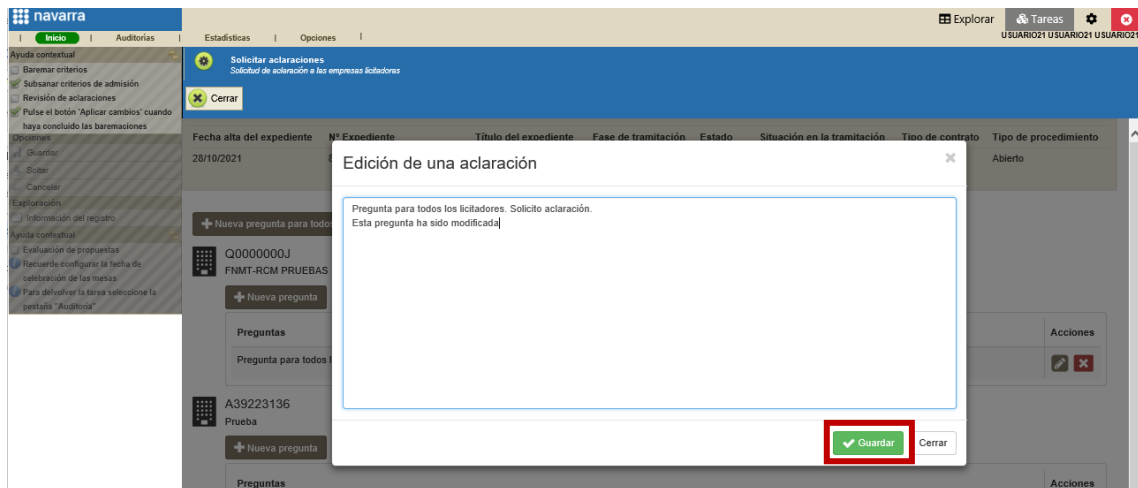 navarra
Explorar
Tareas
USUARIO21 USUARIO21 USUARIO21
| Inicio | Auditorías | Estadísticas | Opciones |
Ayuda contextual
Baremar criterios
Subsanar criterios de admisión
Revisión de aclaraciones
Pulse el botón 'Aplicar cambios' cuando
haya concluido las baremaciones
Opciones
Guardar
Soltar
Cancelar
Exploración
Información del registro
Ayuda contextual
Evaluación de propuestas
Recuerde configurar la fecha de
celebración de las mesas
Para delvolver la tarea seleccione la
pestaña "Auditoría"
Solicitar aclaraciones
Solicitud de aclaración a las empresas licitadoras
Cerrar
Fecha alta del expediente Nº Expediente Título del expediente Fase de tramitación Estado Situación en la tramitación Tipo de contrato Tipo de procedimiento
28/10/2021 Abierto
Edición de una aclaración
Pregunta para todos los licitadores. Solicito aclaración.
Esta pregunta ha sido modificada
Guardar Cerrar
Nueva pregunta para todo
Q0000000J
FNMT-RCM PRUEBAS
Nueva pregunta
Preguntas Acciones
Pregunta para todos l
A39223136
Prueba
Nueva pregunta
Preguntas Acciones